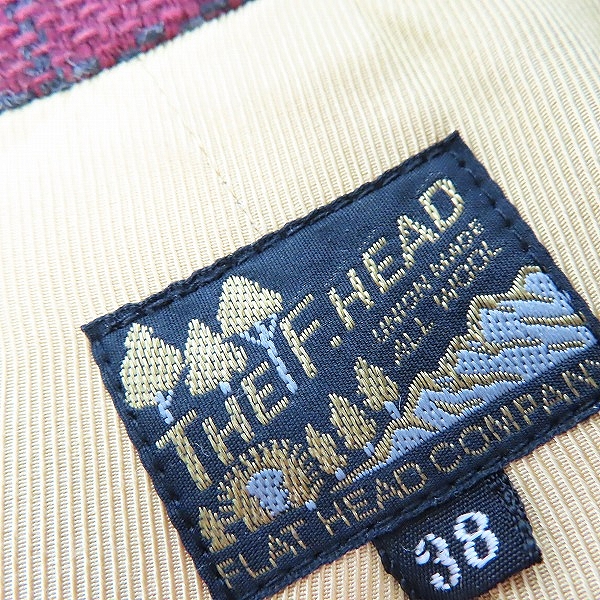 THE F.HEAD
UNION MADE
ALL WOOL
FLAT HEAD COMPANY
38